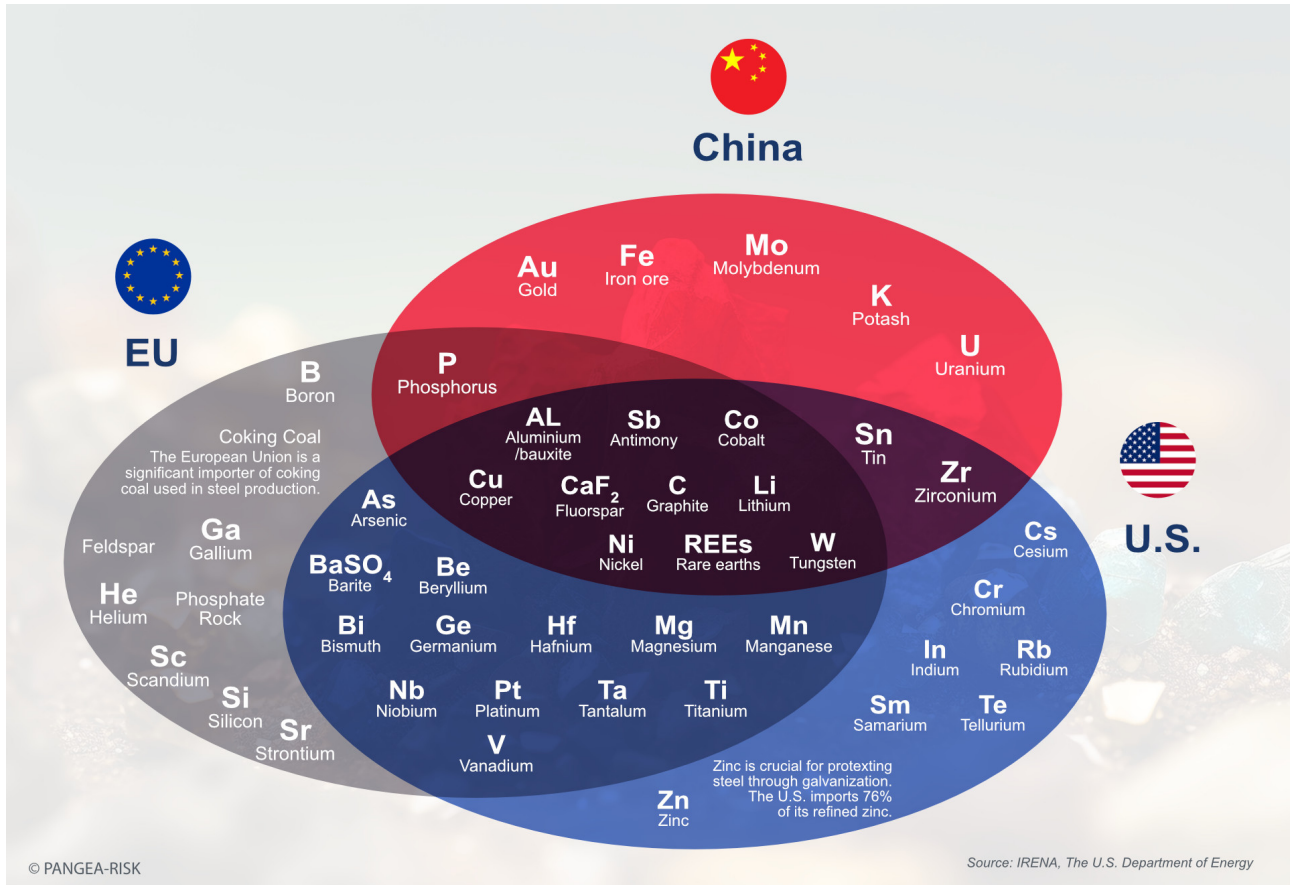 China
EU
U.S.
Au
Gold
Fe
Iron ore
Mo
Molybdenum
K
Potash
U
Uranium
P
Phosphorus
B
Boron
Coking Coal
The European Union is a
significant importer of coking
coal used in steel production.
Feldspar
Ga
Gallium
He
Helium
Phosphate
Rock
Sc
Scandium
Si
Silicon
Sr
Strontium
AL
Aluminium
/bauxite
Sb
Antimony
Co
Cobalt
Cu
Copper
CaF₂
Fluorspar
C
Graphite
Li
Lithium
Ni
Nickel
REEs
Rare earths
W
Tungsten
Sn
Tin
Zr
Zirconium
As
Arsenic
BaSO₄
Barite
Be
Beryllium
Bi
Bismuth
Ge
Germanium
Hf
Hafnium
Mg
Magnesium
Mn
Manganese
Nb
Niobium
Pt
Platinum
Ta
Tantalum
Ti
Titanium
V
Vanadium
Cs
Cesium
Cr
Chromium
In
Indium
Rb
Rubidium
Sm
Samarium
Te
Tellurium
Zinc is crucial for protexting
steel through galvanization.
The U.S. imports 76%
of its refined zinc.
Zn
Zinc
© PANGEA-RISK
Source: IRENA, The U.S. Department of Energy